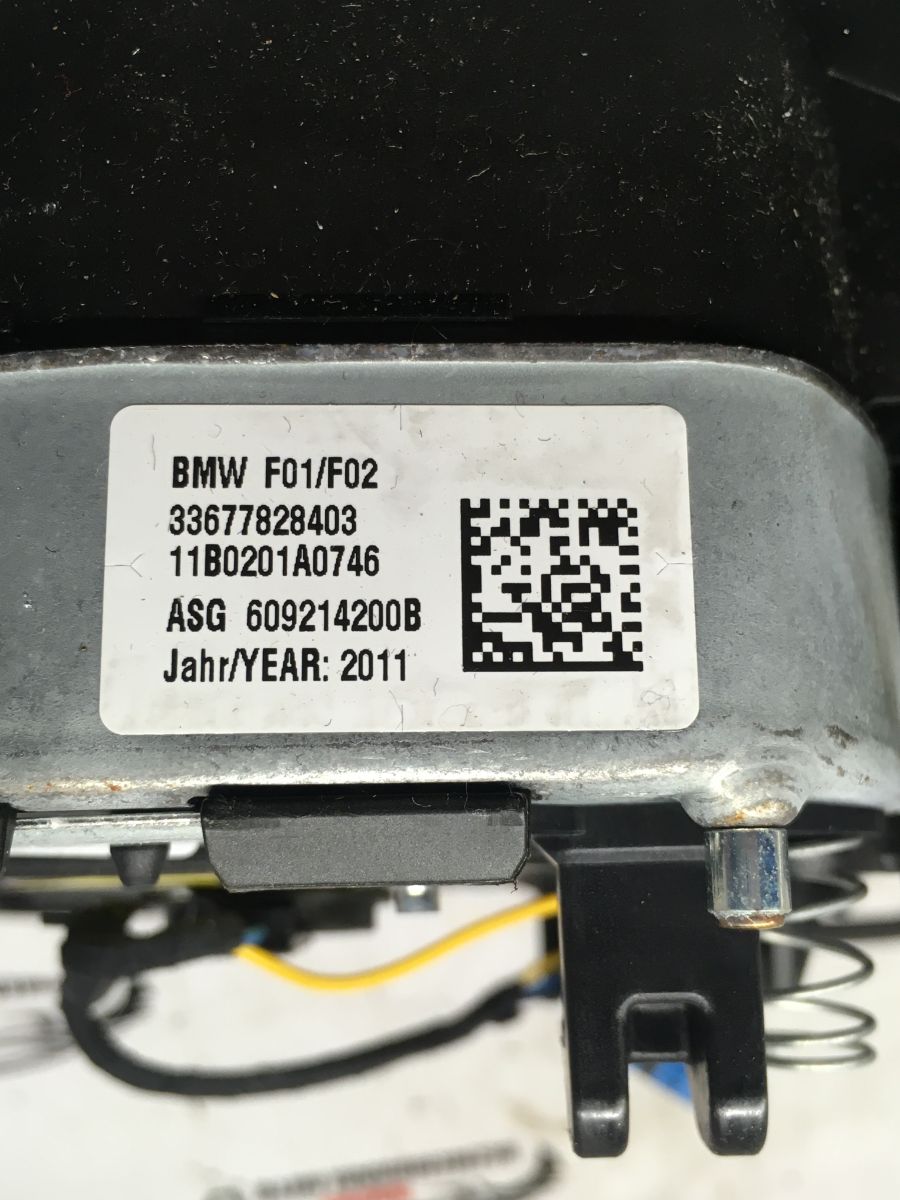 BMW F01/F02
33677828403
11B0201A0746
ASG 609214200B
Jahr/YEAR: 2011